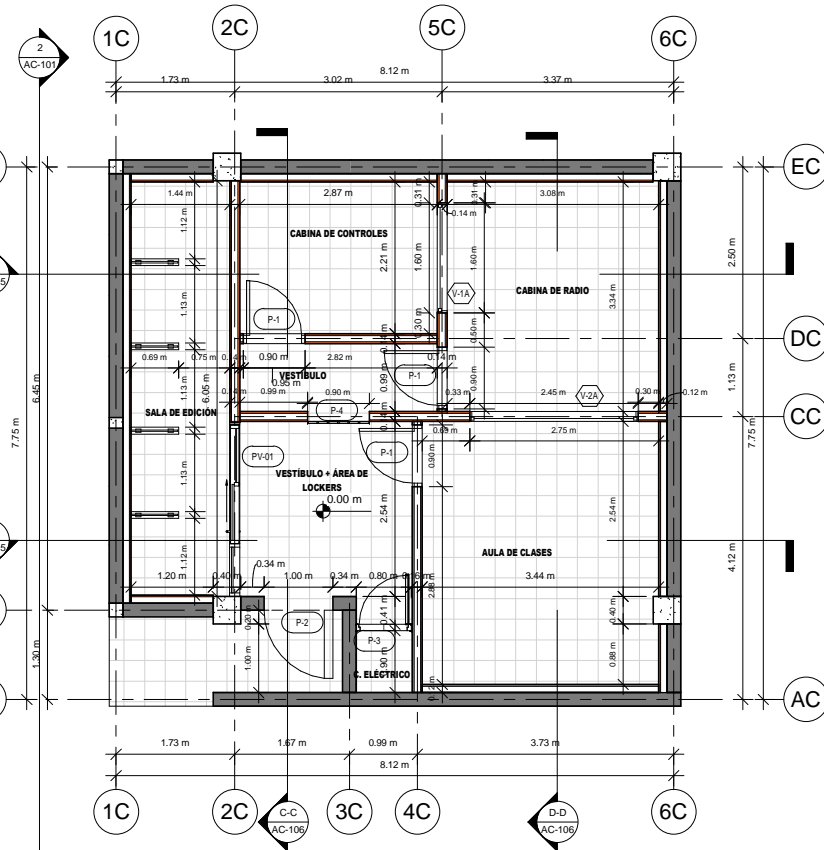 1C
2C
5C
6C
2
AC-101
8.12 m
1.73 m
3.02 m
3.37 m
EC
1.44 m
2.87 m
0.31 m
0.31 m
3.08 m
0.14 m
1.12 m
CABINA DE CONTROLES
2.21 m
1.60 m
1.60 m
2.50 m
CABINA DE RADIO
3.34 m
V-1A
P-1
1.13 m
0.30 m
0.50 m
DC
0.69 m
0.75 m
0.90 m
2.82 m
0.14 m
VESTÍBULO
0.95 m
0.99 m
P-1
0.90 m
1.13 m
0.99 m
0.90 m
0.33 m
2.45 m
V-2A
0.30 m
0.12 m
6.05 m
1.13 m
SALA DE EDICIÓN
P-4
CC
6.45 m
7.75 m
7.75 m
0.69 m
2.75 m
P-1
PV-01
VESTÍBULO + ÁREA DE
LOCKERS
0.90 m
0.00 m
2.54 m
2.54 m
1.13 m
AULA DE CLASES
4.12 m
1.12 m
0.34 m
1.20 m
0.40 m
1.00 m
0.34 m
0.80 m
3.44 m
2.88 m
0.41 m
0.40 m
0.20 m
P-2
P-3
1.30 m
1.00 m
0.90 m
0.88 m
C. ELÉCTRICO
AC
1.73 m
1.67 m
0.99 m
3.73 m
8.12 m
1C
2C
3C
4C
6C
C-C
AC-106
D-D
AC-106